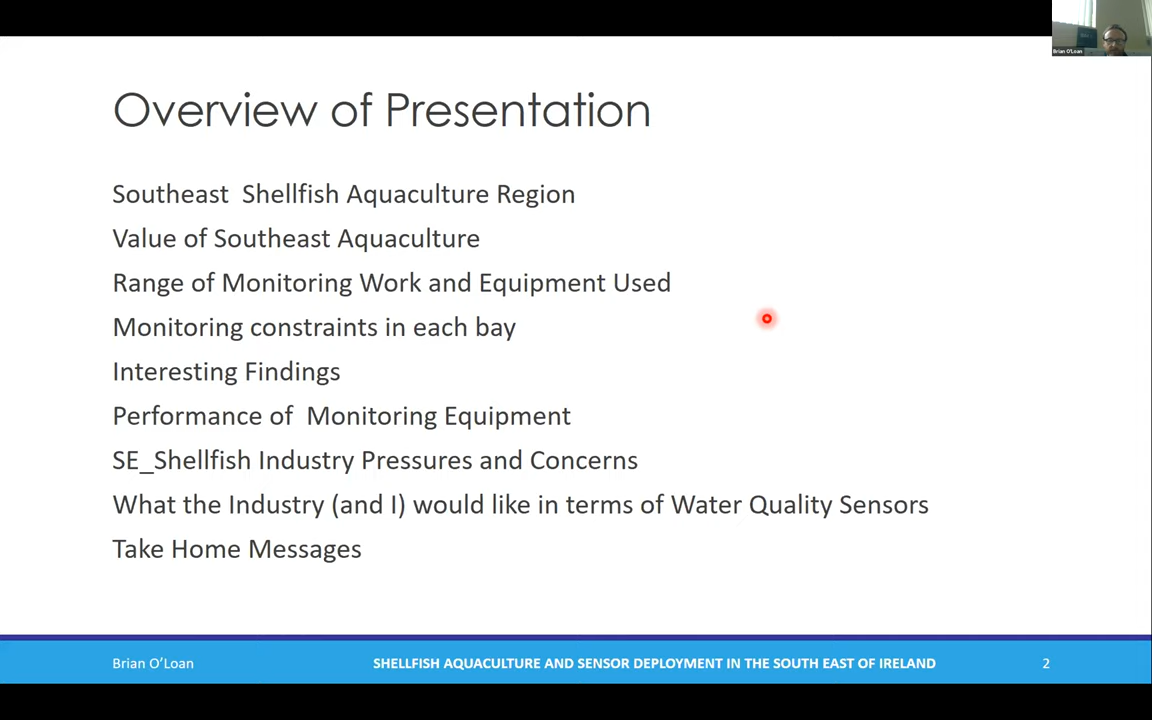 Brian O'Loan
Overview of Presentation
Southeast  Shellfish Aquaculture Region
Value of Southeast Aquaculture
Range of Monitoring Work and Equipment Used
Monitoring constraints in each bay
Interesting Findings
Performance of  Monitoring Equipment
SE_Shellfish Industry Pressures and Concerns
What the Industry (and I) would like in terms of Water Quality Sensors
Take Home Messages
Brian O’Loan
SHELLFISH AQUACULTURE AND SENSOR DEPLOYMENT IN THE SOUTH EAST OF IRELAND
2